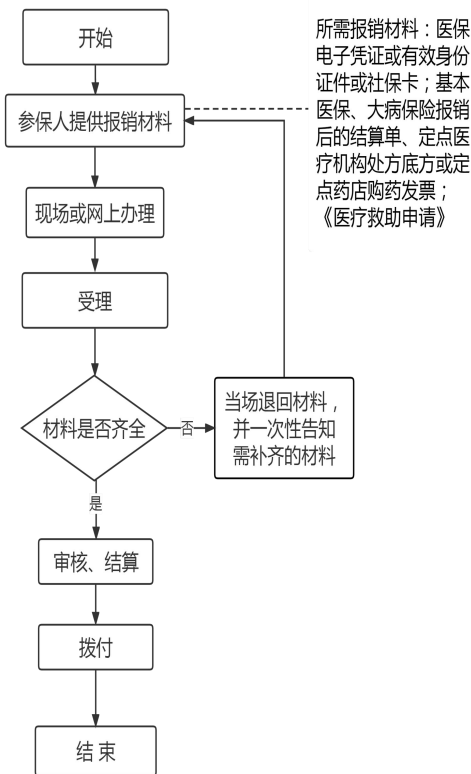 开始
参保人提供报销材料
所需报销材料：医保
电子凭证或有效身份
证件或社保卡；基本
医保、大病保险报销
后的结算单、定点医
疗机构处方底方或定
点药店购药发票；
《医疗救助申请》
现场或网上办理
受理
材料是否齐全
否
当场退回材料，
并一次性告知
需补齐的材料
是
审核、结算
拨付
结 束